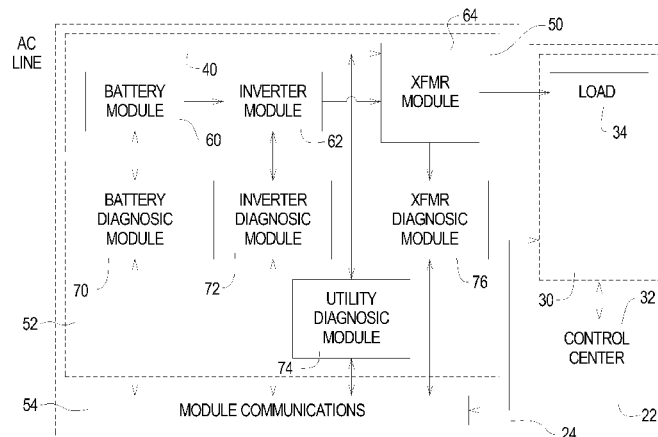 64
50
AC
LINE
40
BATTERY
MODULE
INVERTER
MODULE
XFMR
MODULE
LOAD
60
62
34
BATTERY
DIAGNOSIC
MODULE
INVERTER
DIAGNOSIC
MODULE
XFMR
DIAGNOSIC
MODULE
70
72
76
30
32
UTILITY
DIAGNOSIC
MODULE
CONTROL
CENTER
52
74
54
MODULE COMMUNICATIONS
24
22